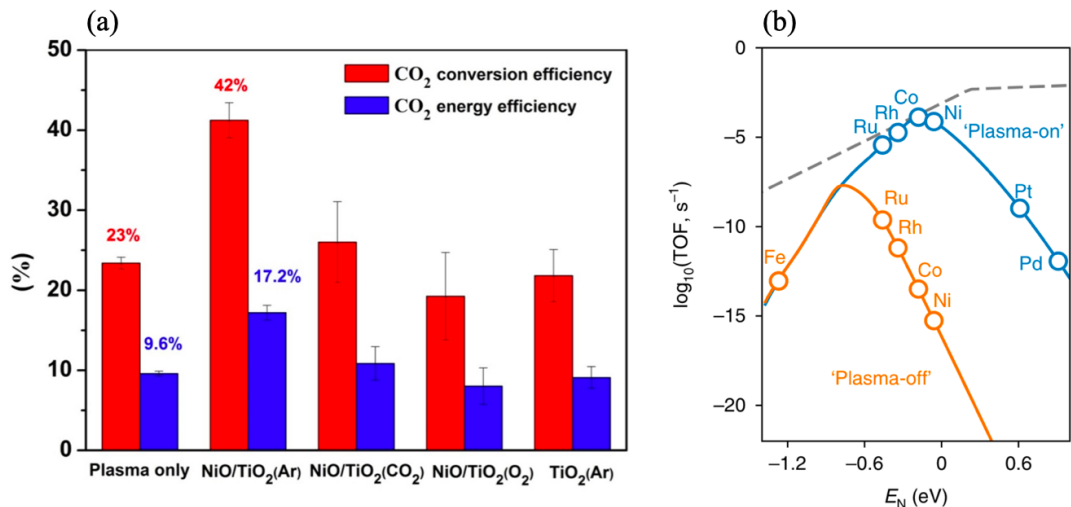 (a)
50
40
30
20
10
0
(%)
CO₂ conversion efficiency
CO₂ energy efficiency
23%
9.6%
42%
17.2%
Plasma only
NiO/TiO₂(Ar)
NiO/TiO₂(CO₂)
NiO/TiO₂(O₂)
TiO₂(Ar)
(b)
0
−5
−10
−15
−20
log₁₀(TOF, s⁻¹)
Ru
Rh
Co
Ni
'Plasma-on'
Pt
Pd
Fe
Ru
Rh
Co
Ni
'Plasma-off'
−1.2
−0.6
0
0.6
E_N (eV)